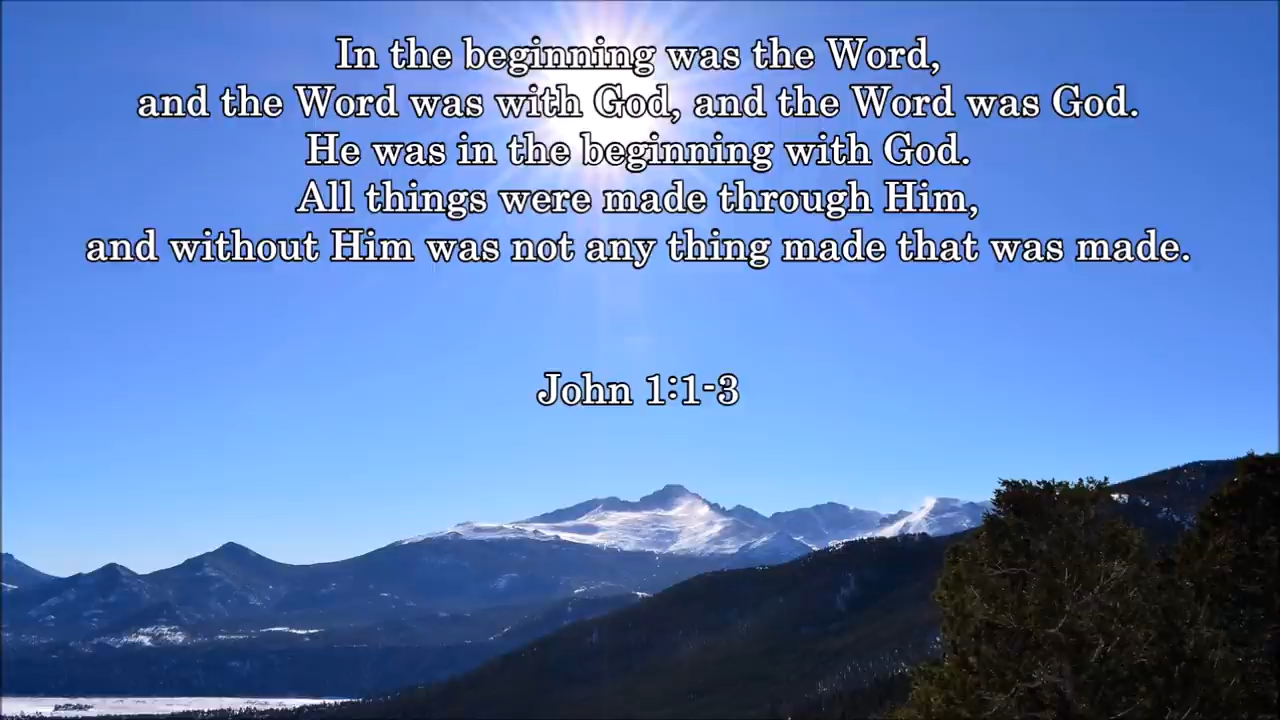 In the beginning was the Word,
and the Word was with God, and the Word was God.
He was in the beginning with God.
All things were made through Him,
and without Him was not any thing made that was made.
John 1:1-3